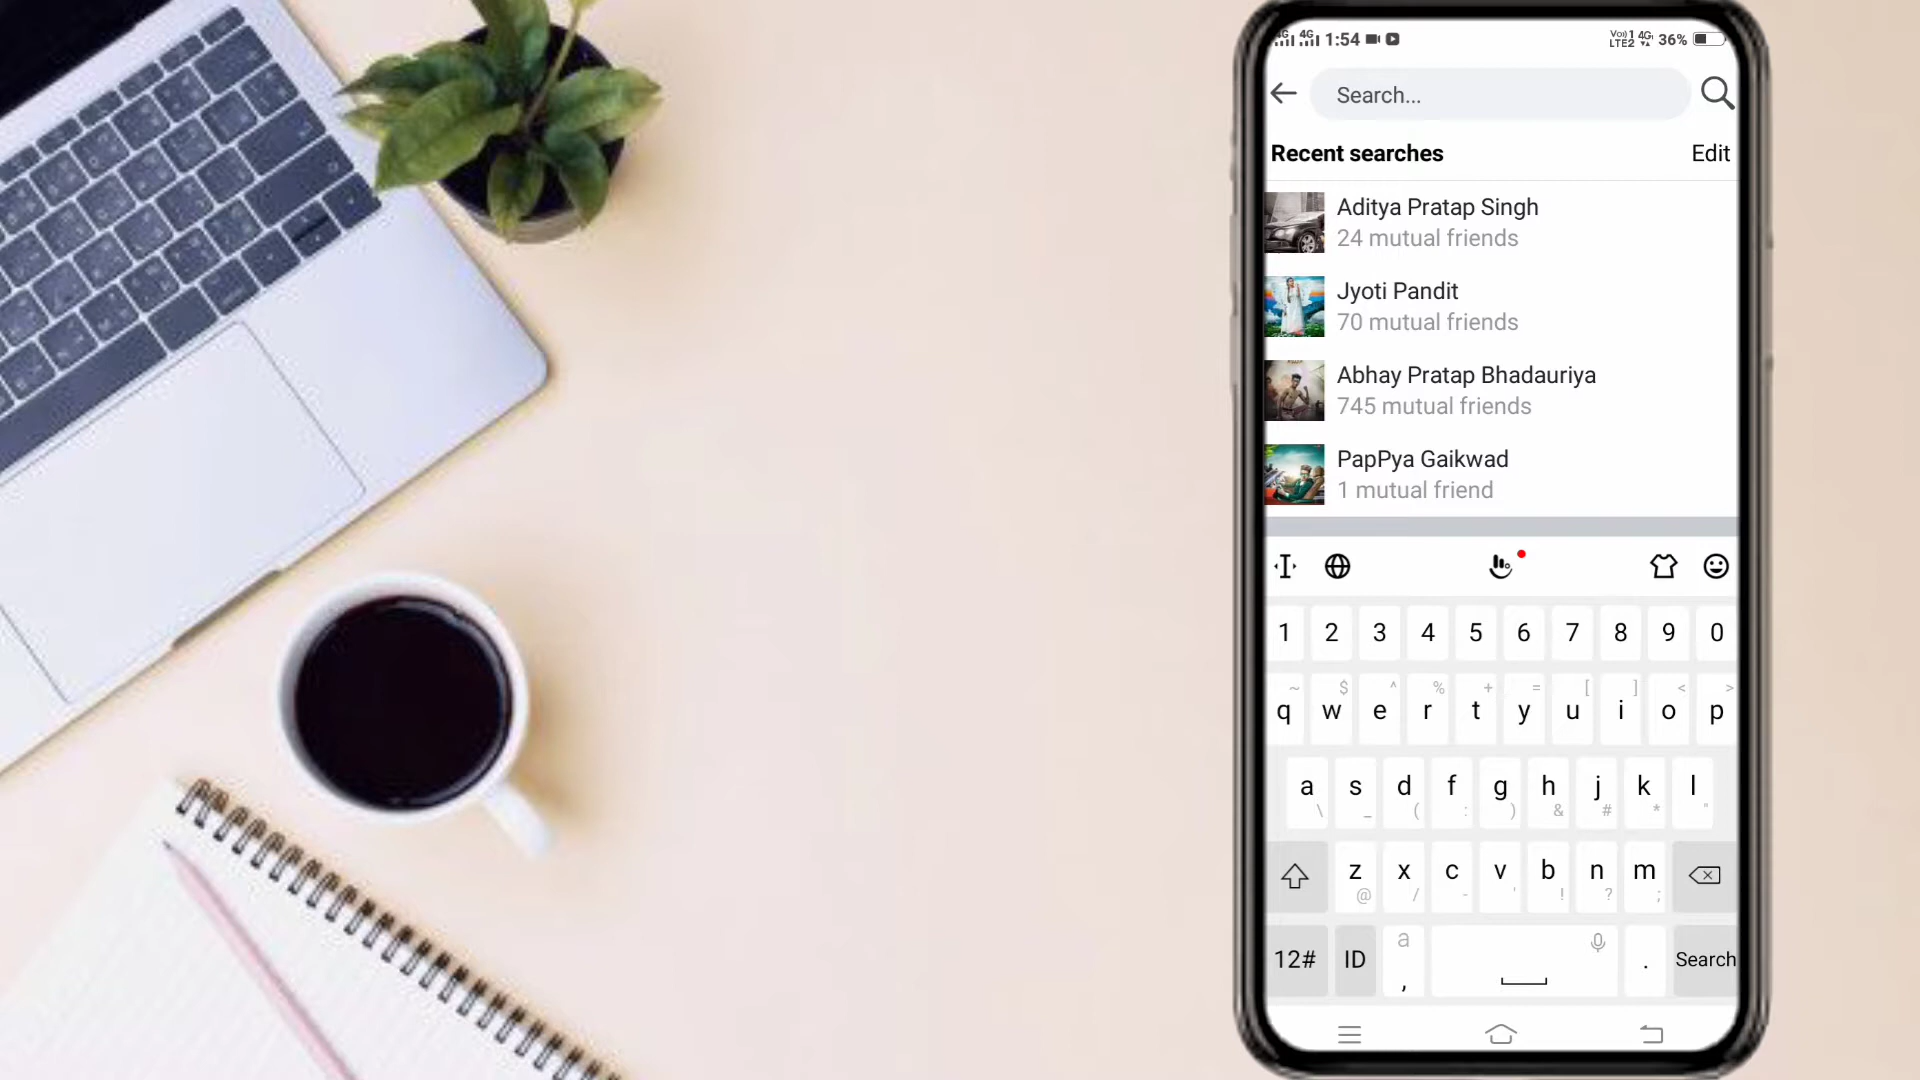 1:54
36%
Search...
Recent searches
Edit
Aditya Pratap Singh
24 mutual friends
Jyoti Pandit
70 mutual friends
Abhay Pratap Bhadauriya
745 mutual friends
PapPya Gaikwad
1 mutual friend
1 2 3 4 5 6 7 8 9 0
~ $ ^ % + = [ ] < >
q w e r t y u i o p
a s d f g h j k l
\ _ ( : ) & # * "
z x c v b n m
@ / - ' ! ? ;
12# ID a , . Search